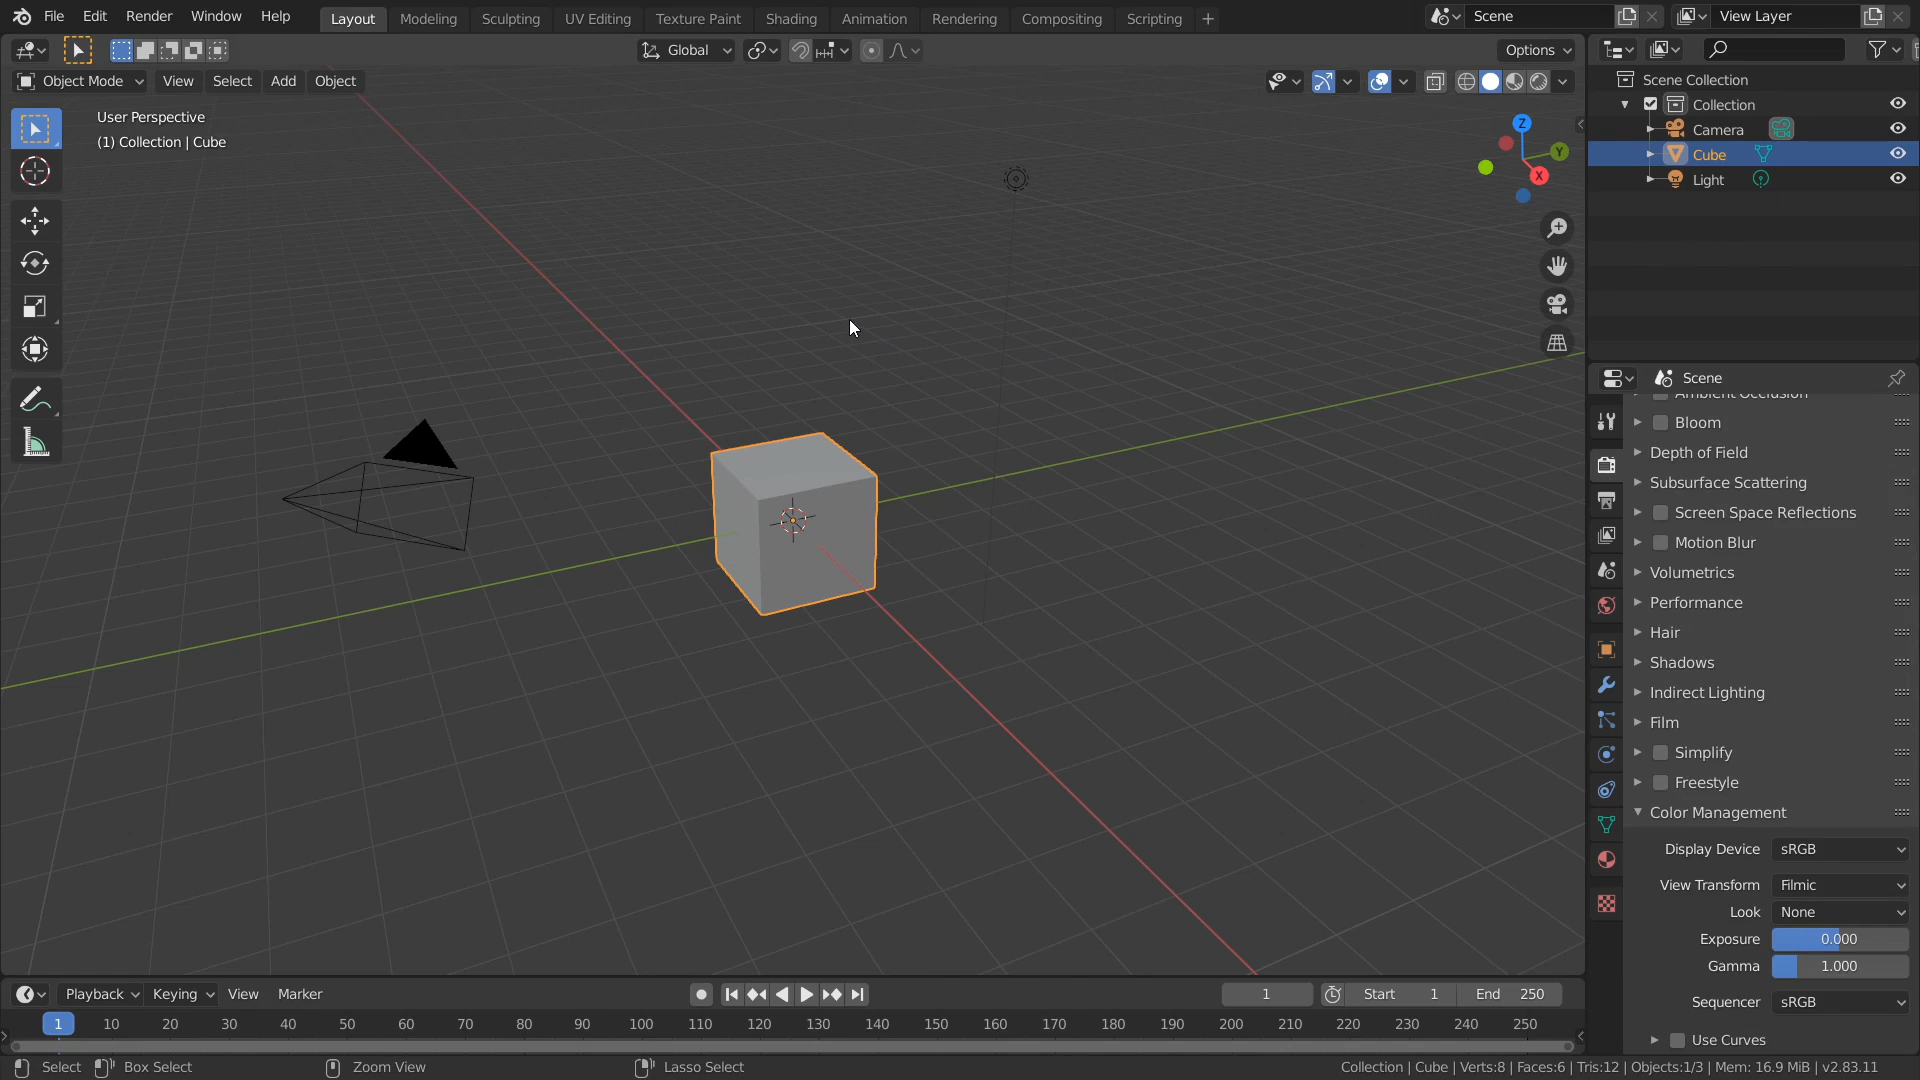 File Edit Render Window Help Layout Modeling Sculpting UV Editing Texture Paint Shading Animation Rendering Compositing Scripting + Scene View Layer
Global Options
Object Mode View Select Add Object
User Perspective
(1) Collection | Cube
Z
Y
X
Scene Collection
Collection
Camera
Cube
Light
Scene
Ambient Occlusion
Bloom
Depth of Field
Subsurface Scattering
Screen Space Reflections
Motion Blur
Volumetrics
Performance
Hair
Shadows
Indirect Lighting
Film
Simplify
Freestyle
Color Management
Display Device sRGB
View Transform Filmic
Look None
Exposure 0.000
Gamma 1.000
Sequencer sRGB
Use Curves
Playback Keying View Marker 1 Start 1 End 250
1 10 20 30 40 50 60 70 80 90 100 110 120 130 140 150 160 170 180 190 200 210 220 230 240 250
Select Box Select Zoom View Lasso Select Collection | Cube | Verts:8 | Faces:6 | Tris:12 | Objects:1/3 | Mem: 16.9 MiB | v2.83.11